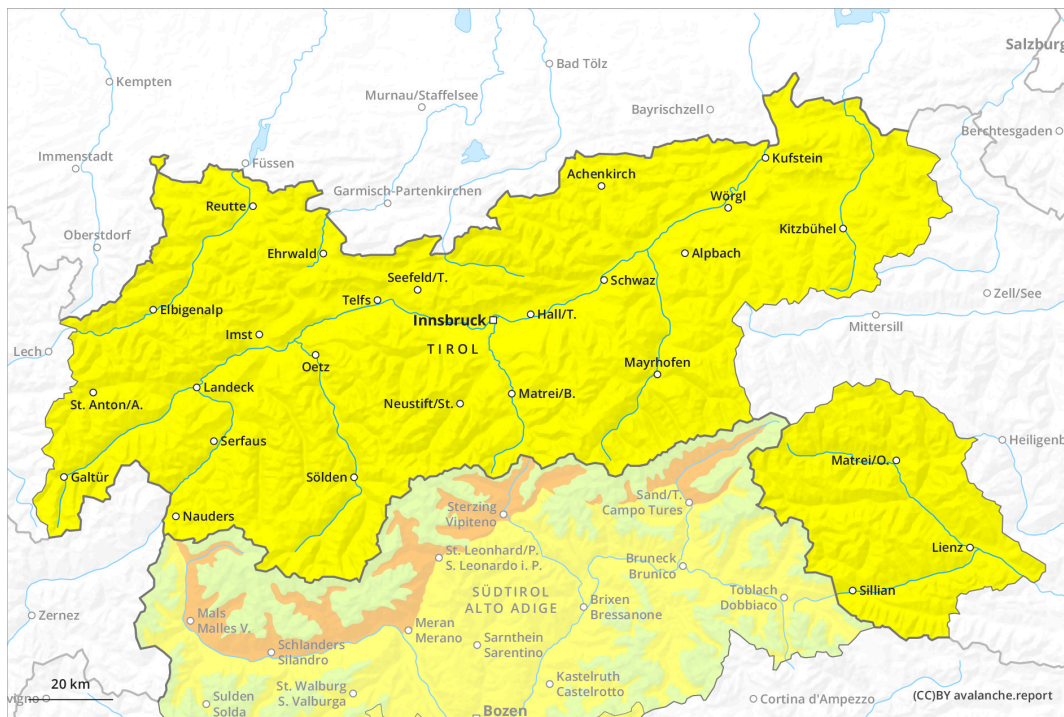 Salzburg
Kempten
Bad Tölz
Murnau/Staffelsee
Bayrischzell
Berchtesgaden
Immenstadt
Füssen
Kufstein
Garmisch-Partenkirchen
Achenkirch
Wörgl
Reutte
Oberstdorf
Kitzbühel
Ehrwald
Alpbach
Seefeld/T.
Schwaz
Zell/See
Telfs
Elbigenalp
Innsbruck
Hall/T.
Mittersill
Imst
Lech
TIROL
Oetz
Mayrhofen
Landeck
Matrei/B.
St. Anton/A.
Neustift/St.
Serfaus
Heiligenb
Matrei/O.
Galtür
Sölden
Sand/T.
Campo Tures
Sterzing
Vipiteno
Nauders
Lienz
St. Leonhard/P.
S. Leonardo i. P.
Bruneck
Brunico
Toblach
Dobbiaco
Sillian
SÜDTIROL
ALTO ADIGE
Brixen
Bressanone
Zernez
Mals
Malles V.
Meran
Merano
Sarnthein
Sarentino
Schlanders
Silandro
20 km
St. Walburg
S. Valburga
Kastelruth
Castelrotto
vigno
Sulden
Solda
Cortina d'Ampezzo
(CC)BY avalanche.report
Bozen